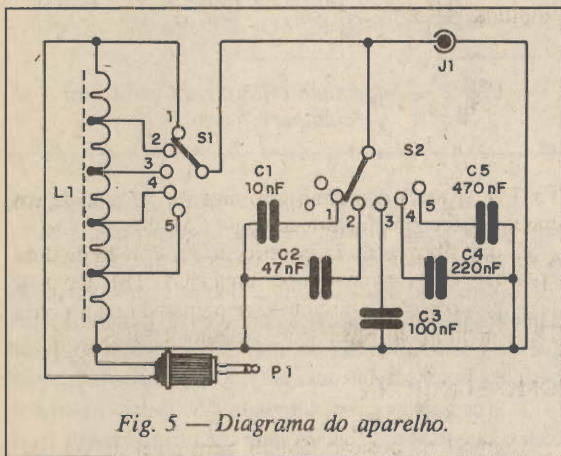 J1
1
2
S1
3
L1
4
5
S2
C1
10nF
C5
470nF
1
2
3
4
5
C2
47nF
C4
220nF
C3
100nF
P1
Fig. 5 — Diagrama do aparelho.